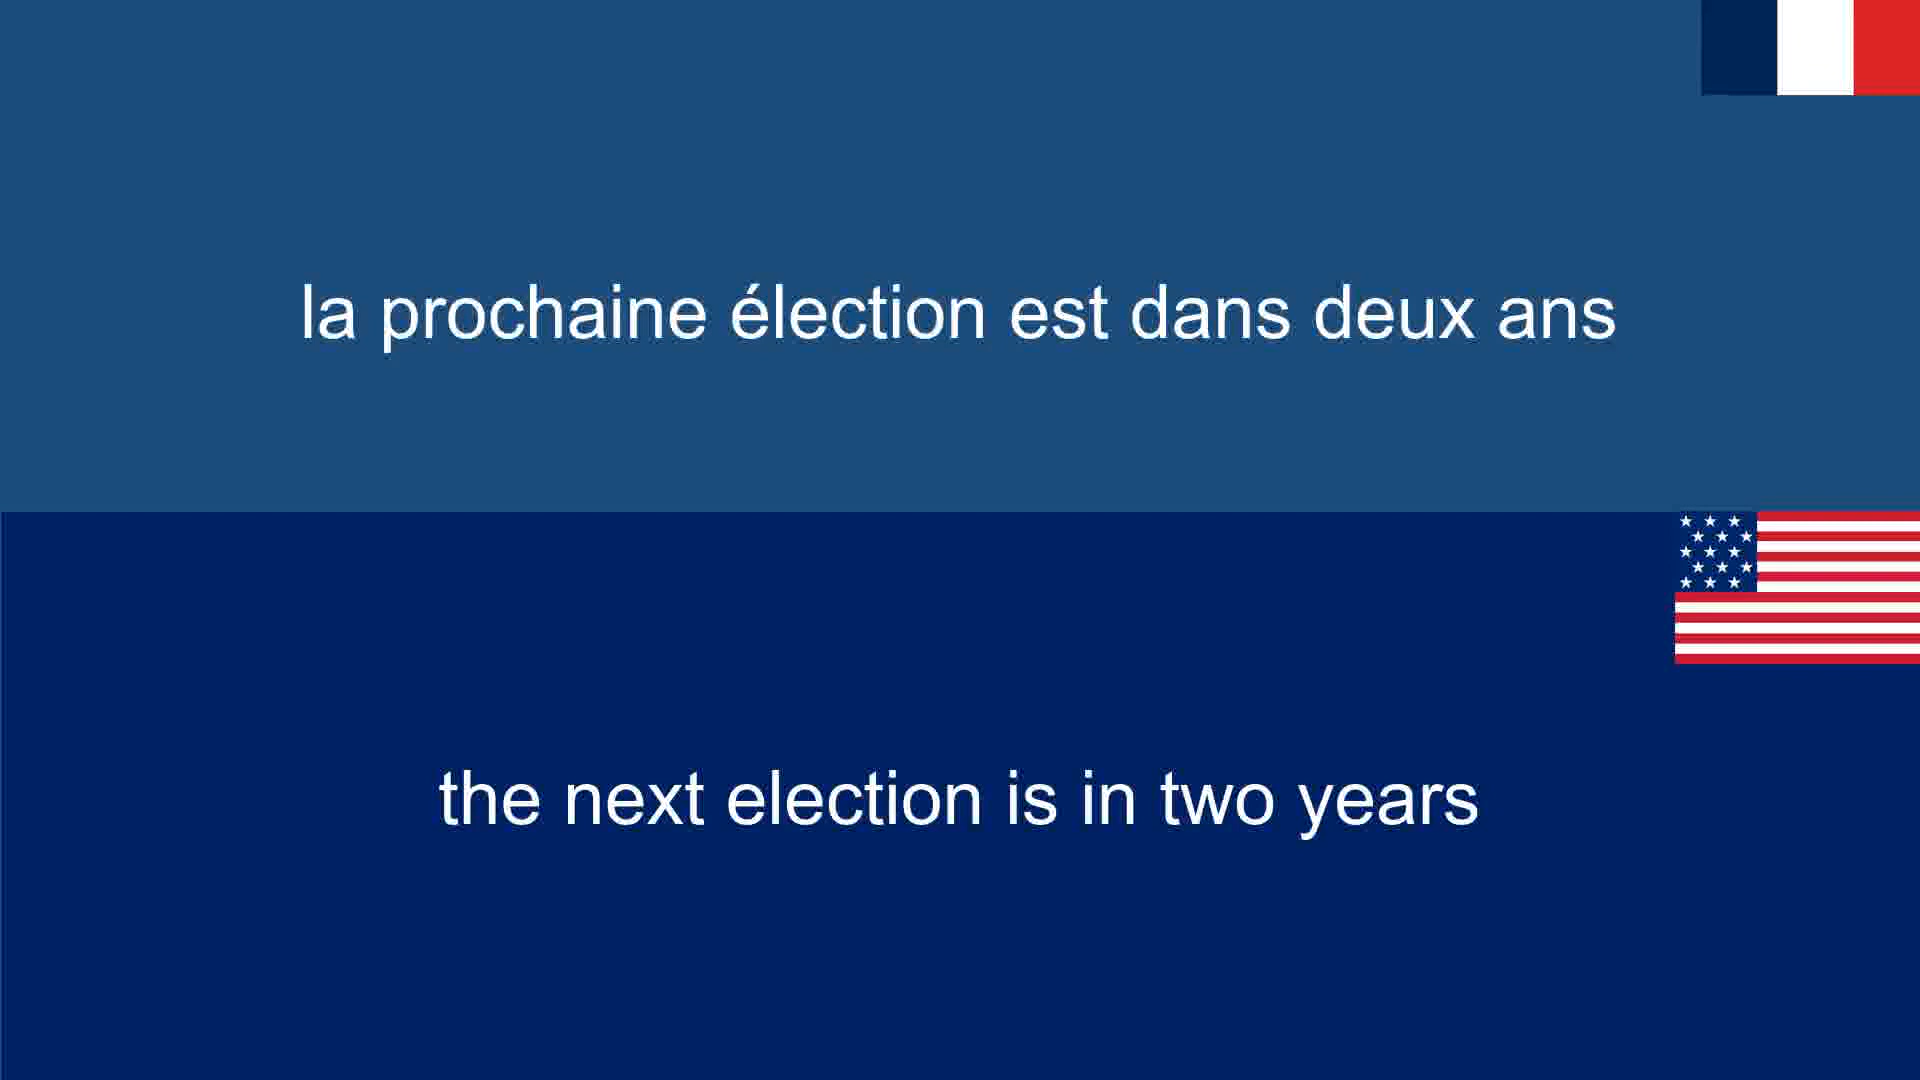 la prochaine élection est dans deux ans
the next election is in two years